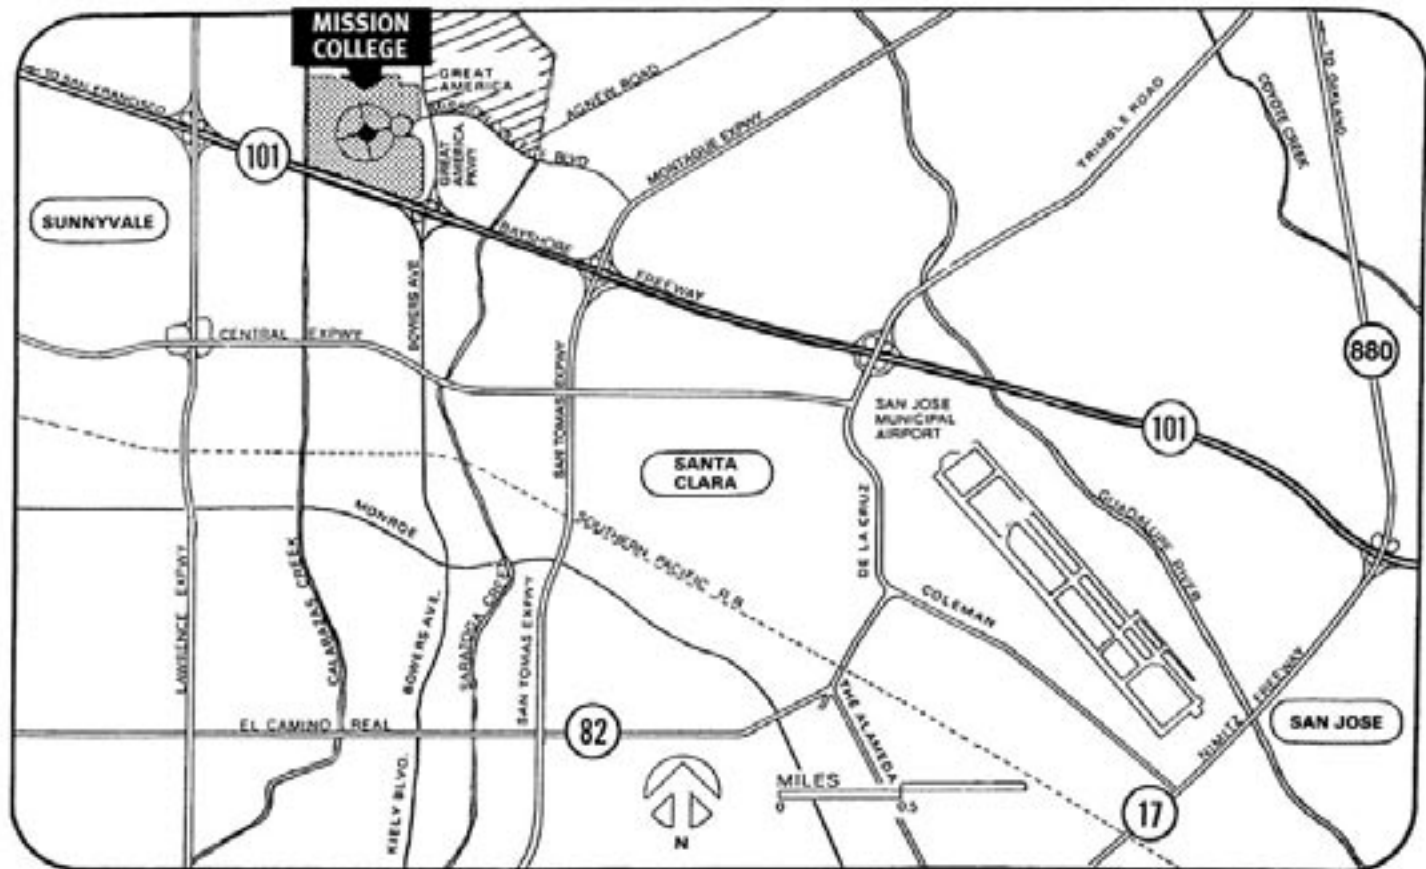 MISSION
COLLEGE
TO SAN FRANCISCO
101
GREAT
AMERICA
AGNEW ROAD
BLVD
GREAT
AMERICA
PKWY
MONTAGUE EXPWY
TRIMBLE ROAD
COYOTE CREEK
TO OAKLAND
SUNNYVALE
BAYSHORE
FREEWAY
BOWERS AVE
CENTRAL EXPWY
880
SAN TOMAS EXPWY
SAN JOSE
MUNICIPAL
AIRPORT
101
SANTA
CLARA
MONROE
SOUTHERN PACIFIC R.R.
DE LA CRUZ
GUADALUPE RIVER
COLEMAN
LAWRENCE EXPWY
CALABAZAS CREEK
BOWERS AVE.
SARATOGA CREEK
SAN TOMAS EXPWY
EL CAMINO REAL
82
THE ALAMEDA
NIMITZ FREEWAY
SAN JOSE
KIELY BLVD.
MILES
0
0.5
17
N